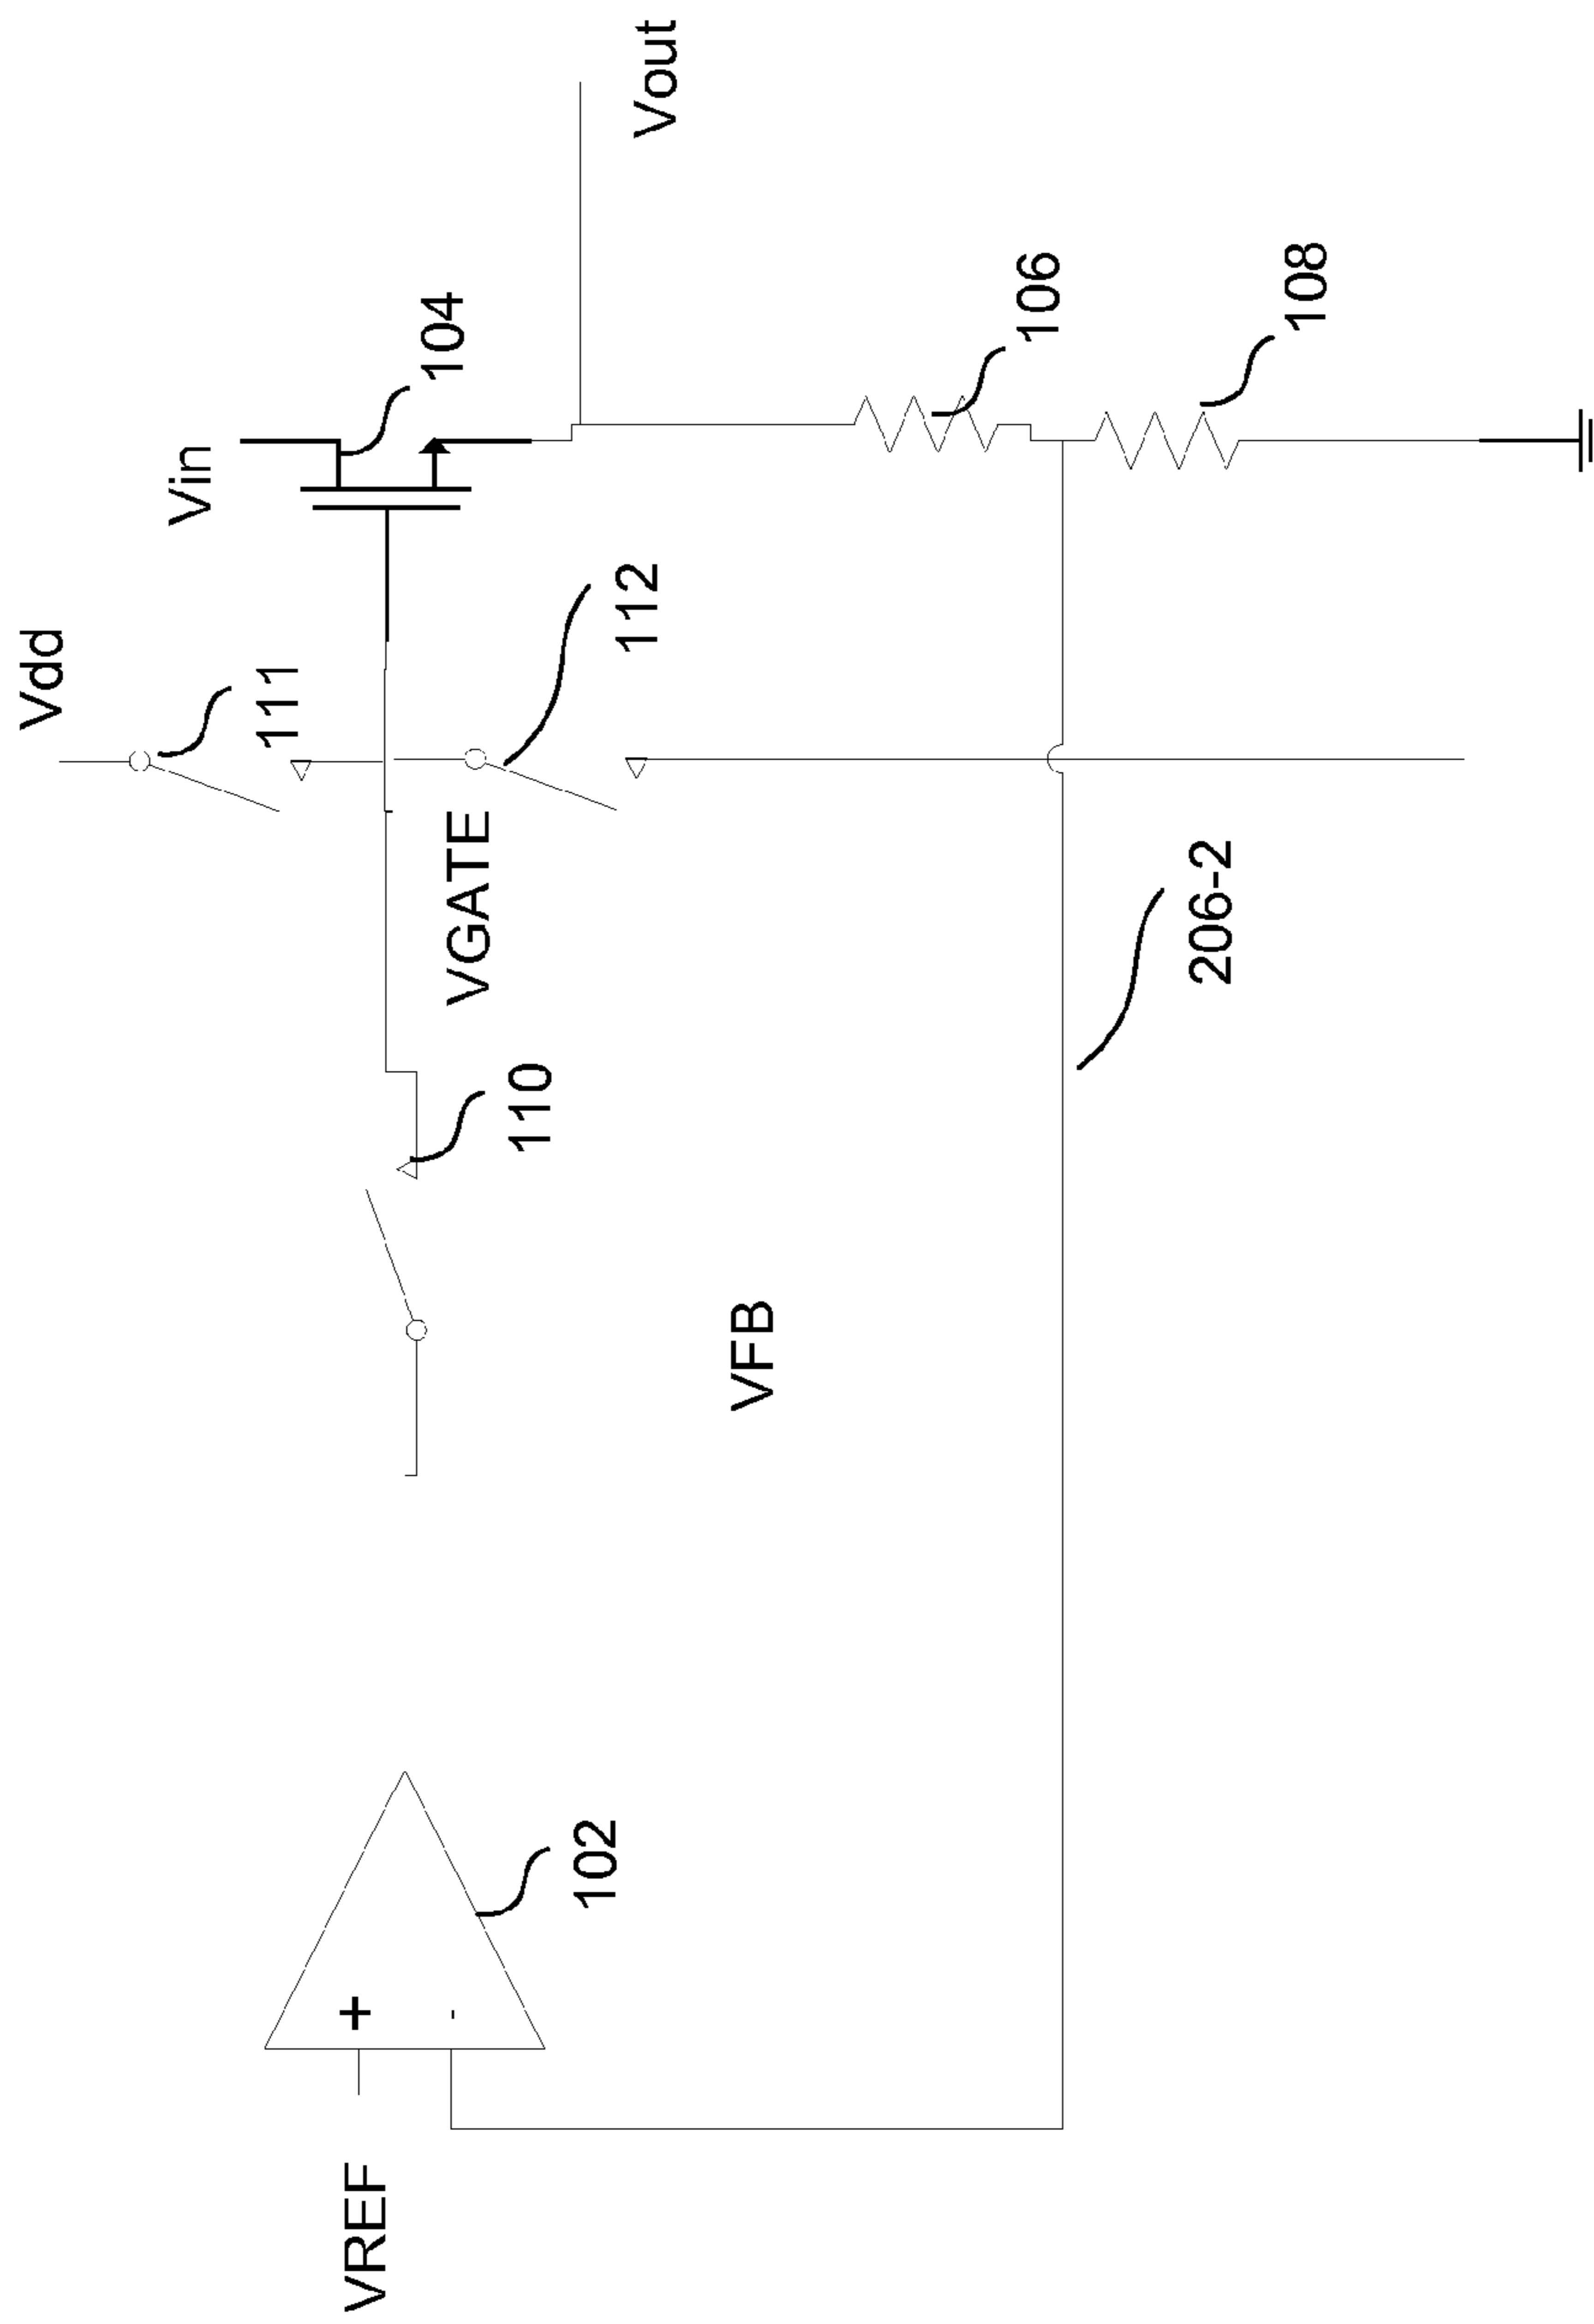 Vdd
Vin
Vout
111
104
VREF
+
-
102
110
VGATE
112
VFB
106
206-2
108